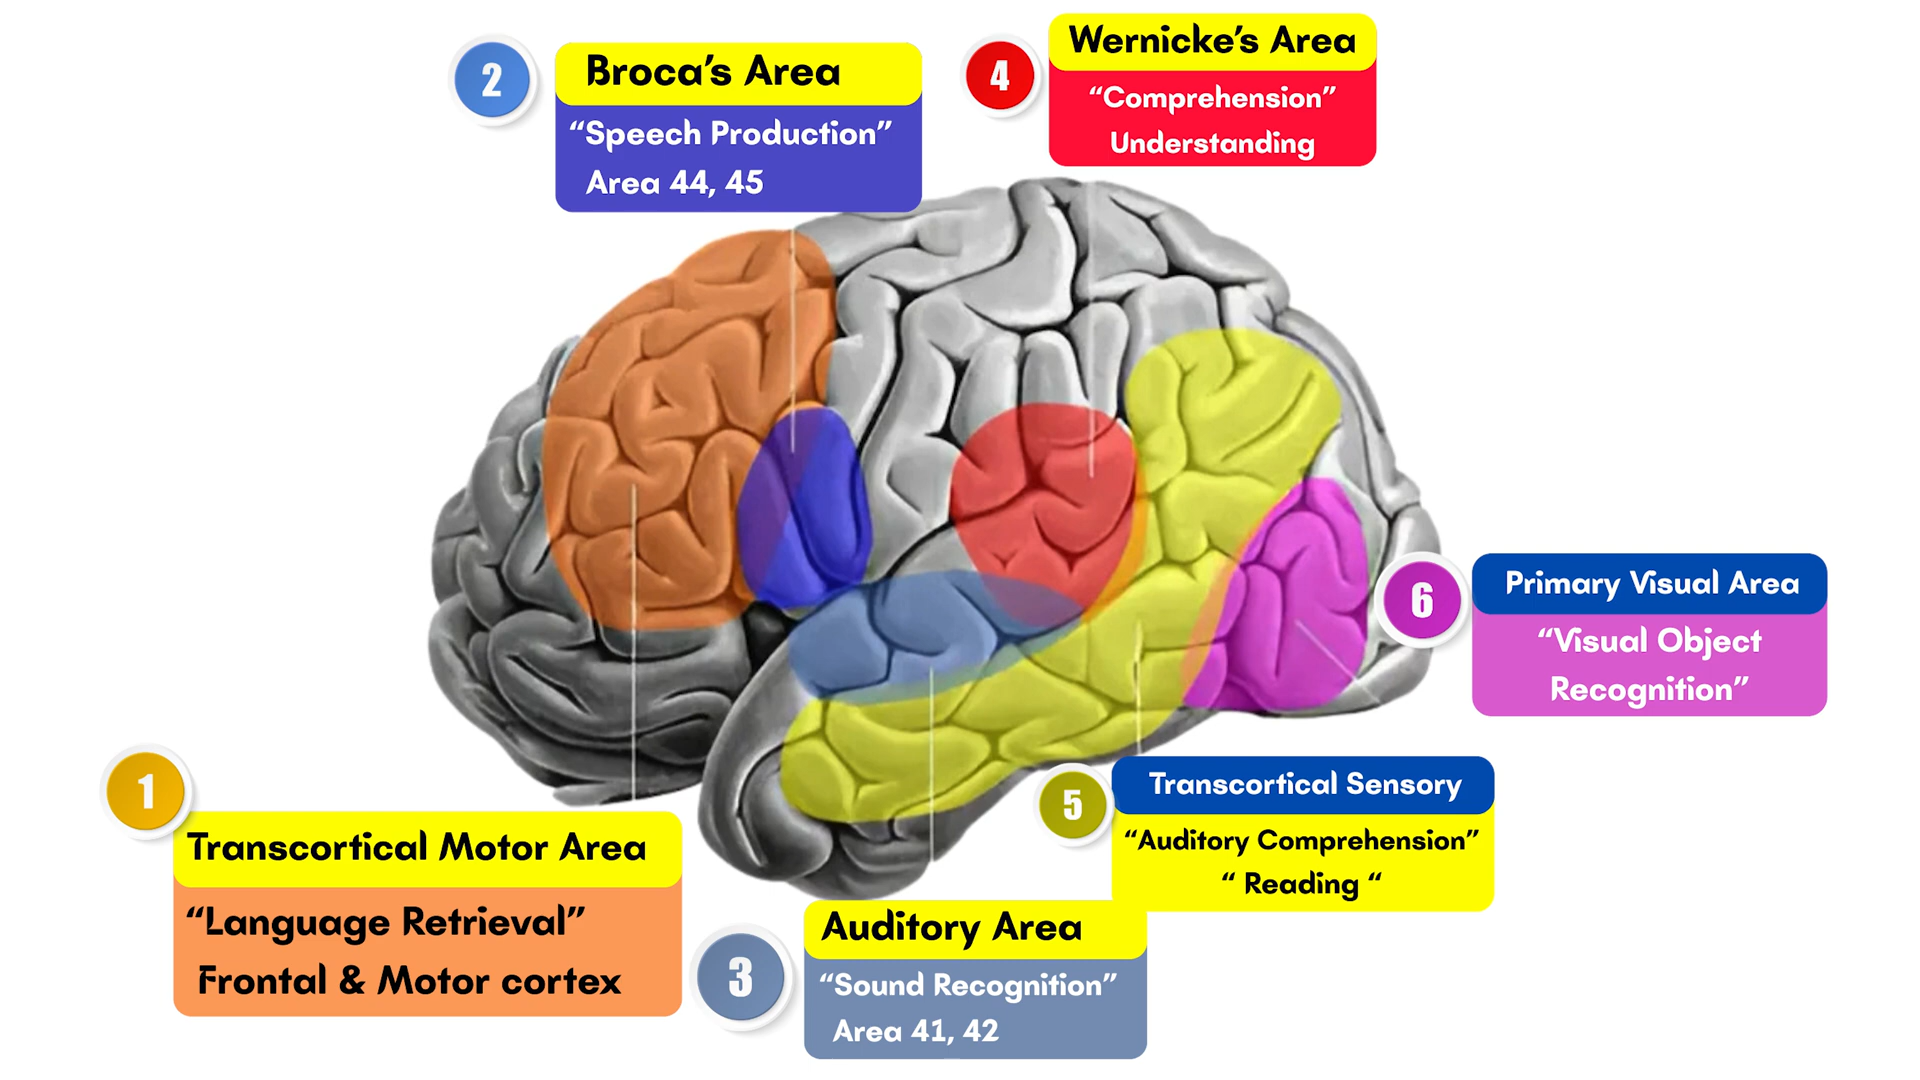 2
Broca’s Area
“Speech Production”
Area 44, 45
4
Wernicke’s Area
“Comprehension”
Understanding
6
Primary Visual Area
“Visual Object
Recognition”
1
Transcortical Motor Area
“Language Retrieval”
Frontal & Motor cortex
5
Transcortical Sensory
“Auditory Comprehension”
“ Reading “
3
Auditory Area
“Sound Recognition”
Area 41, 42